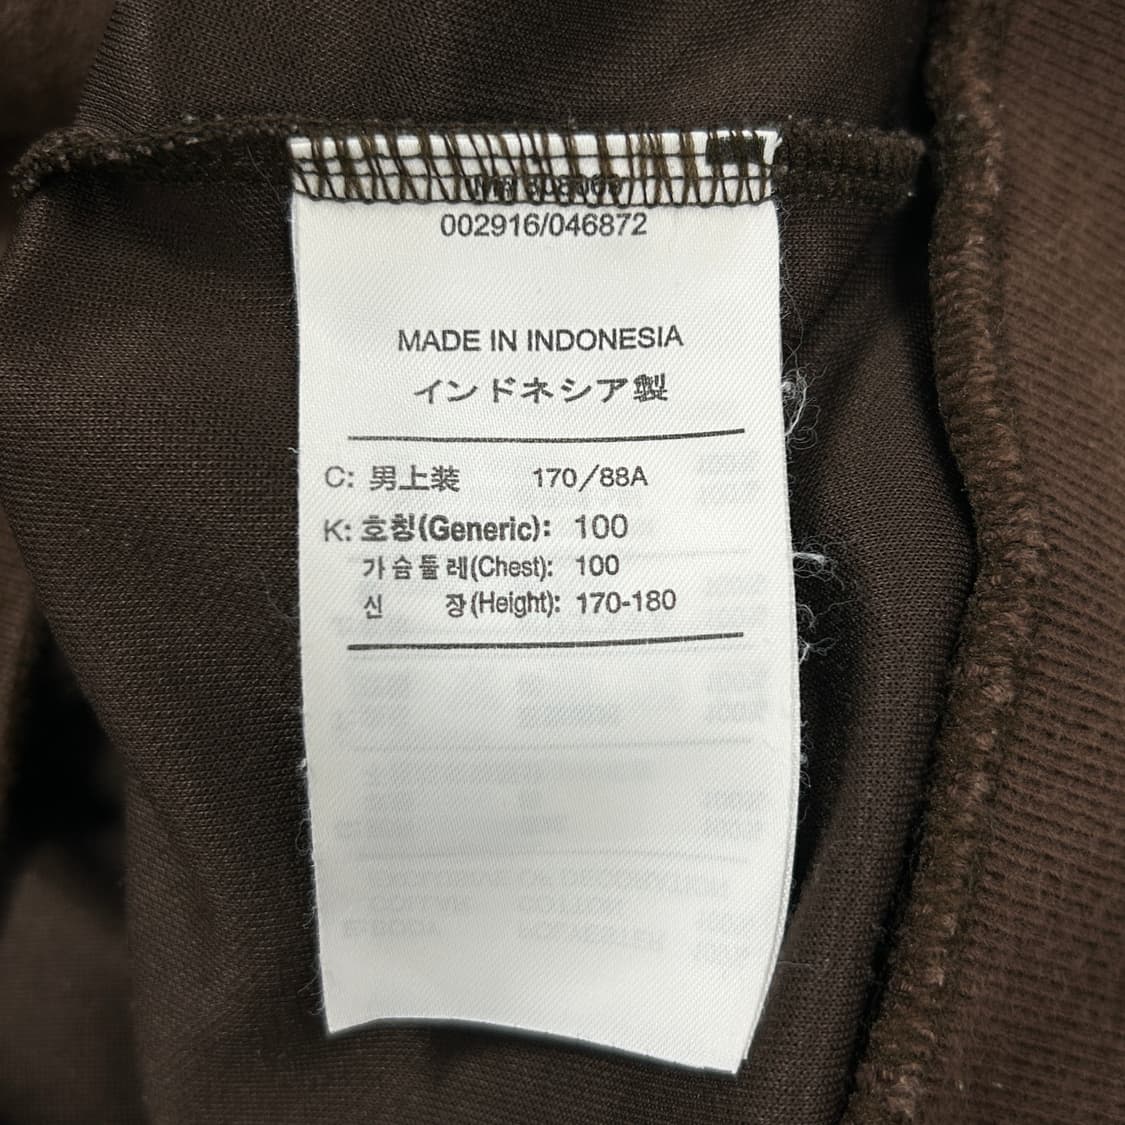 002916/046872
MADE IN INDONESIA
インドネシア製
C: 男上装 170/88A
K: 호칭(Generic): 100
가슴둘레(Chest): 100
신 장(Height): 170-180